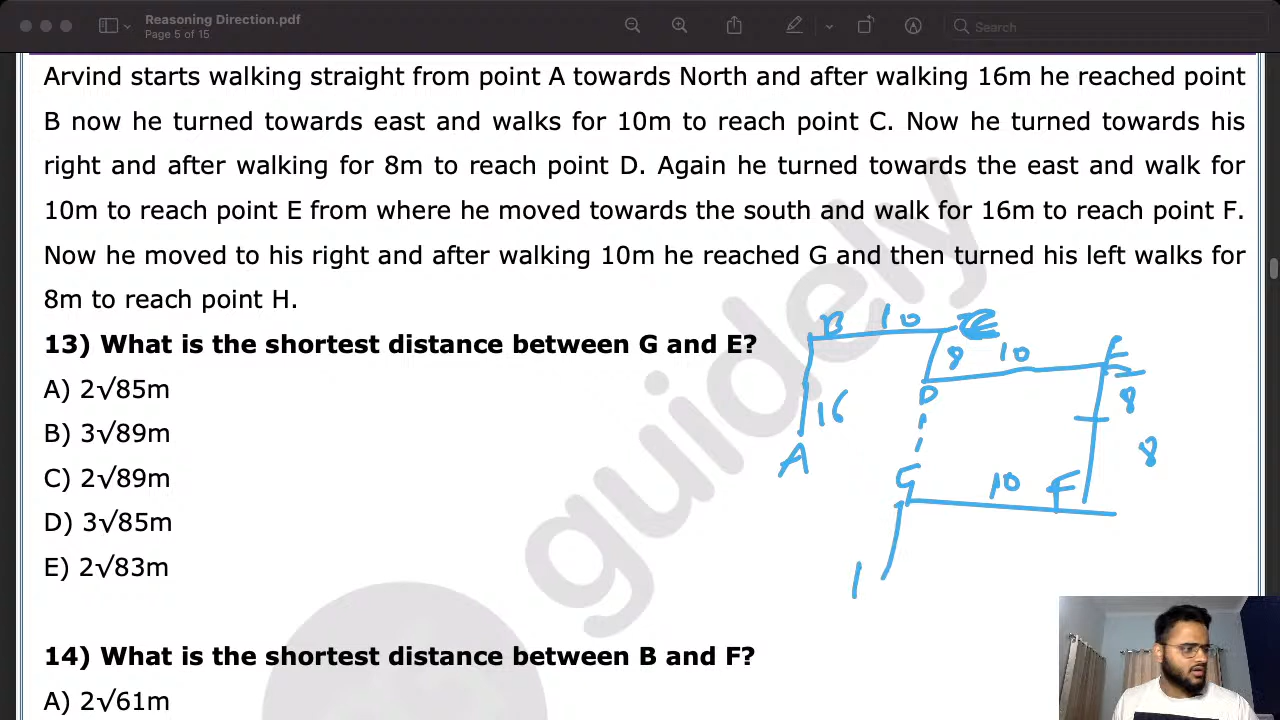 Reasoning Direction.pdf
Page 5 of 15
Search
Arvind starts walking straight from point A towards North and after walking 16m he reached point
B now he turned towards east and walks for 10m to reach point C. Now he turned towards his
right and after walking for 8m to reach point D. Again he turned towards the east and walk for
10m to reach point E from where he moved towards the south and walk for 16m to reach point F.
Now he moved to his right and after walking 10m he reached G and then turned his left walks for
8m to reach point H.
13) What is the shortest distance between G and E?
A) 2√85m
B) 3√89m
C) 2√89m
D) 3√85m
E) 2√83m
B 10
8 10 E
16 D 8
A 8
G 10 F
14) What is the shortest distance between B and F?
A) 2√61m
guidely